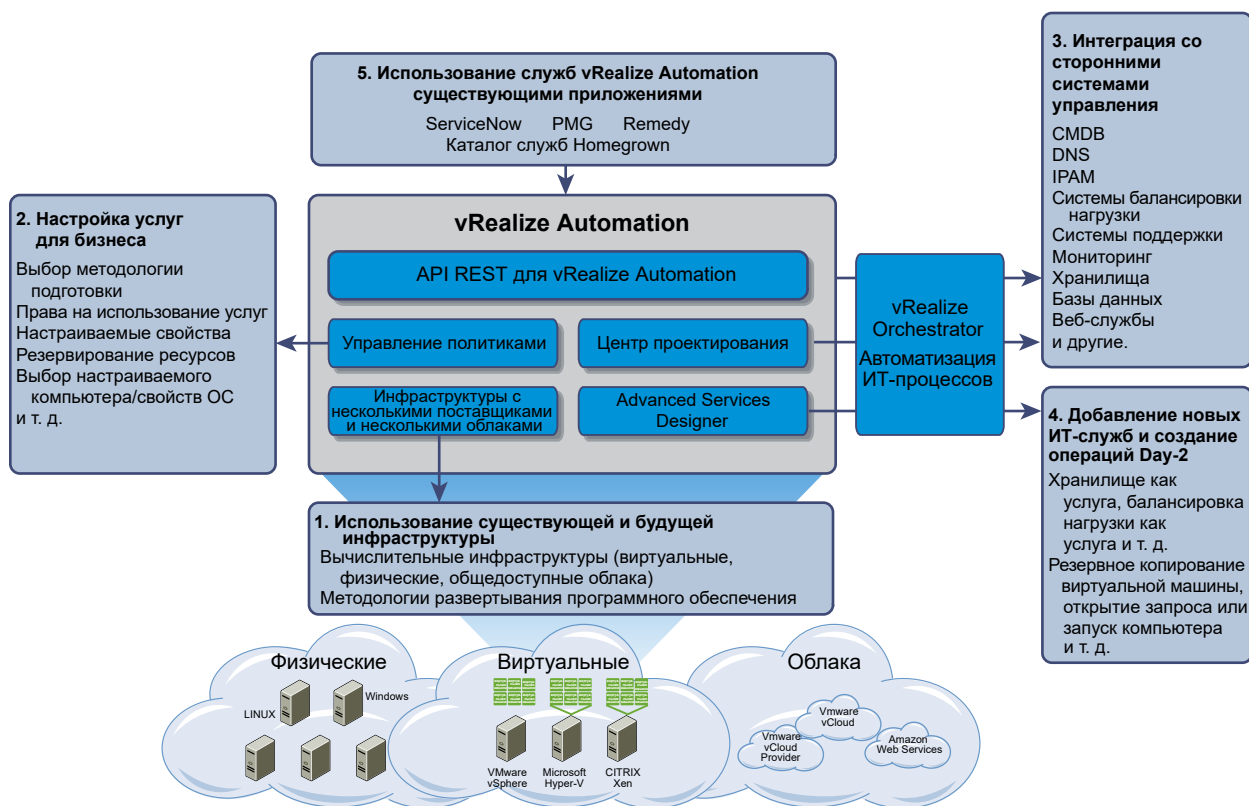 5. Использование служб vRealize Automation
существующими приложениями
ServiceNow PMG Remedy
Каталог служб Homegrown
3. Интеграция со
сторонними
системами
управления
CMDB
DNS
IPAM
Системы балансировки
нагрузки
Системы поддержки
Мониторинг
Хранилища
Базы данных
Веб-службы
и другие.
2. Настройка услуг
для бизнеса
Выбор методологии
подготовки
Права на использование услуг
Настраиваемые свойства
Резервирование ресурсов
Выбор настраиваемого
компьютера/свойств ОС
и т. д.
vRealize Automation
API REST для vRealize Automation
Управление политиками
Центр проектирования
Инфраструктуры с
несколькими поставщиками
и несколькими облаками
Advanced Services
Designer
vRealize
Orchestrator
Автоматизация
ИТ-процессов
4. Добавление новых
ИТ-служб и создание
операций Day-2
Хранилище как
услуга, балансировка
нагрузки как
услуга и т. д.
Резервное копирование
виртуальной машины,
открытие запроса или
запуск компьютера
и т. д.
1. Использование существующей и будущей
инфраструктуры
Вычислительные инфраструктуры (виртуальные,
физические, общедоступные облака)
Методологии развертывания программного обеспечения
Физические
LINUX
Windows
Виртуальные
VMware
vSphere
Microsoft
Hyper-V
CITRIX
Xen
Облака
Vmware
vCloud
Vmware
vCloud
Provider
Amazon
Web Services